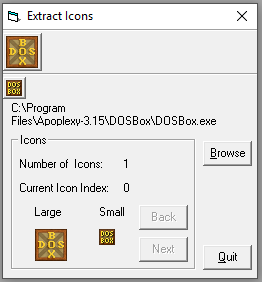 Extract Icons
BOX
DOS
DOS
BOX
C:\Program
Files\Apoplexy-3.15\DOSBox\DOSBox.exe
Icons
Number of Icons: 1
Browse
Current Icon Index: 0
Large Small
Back
BOX
DOS
DOS
BOX
Next
Quit